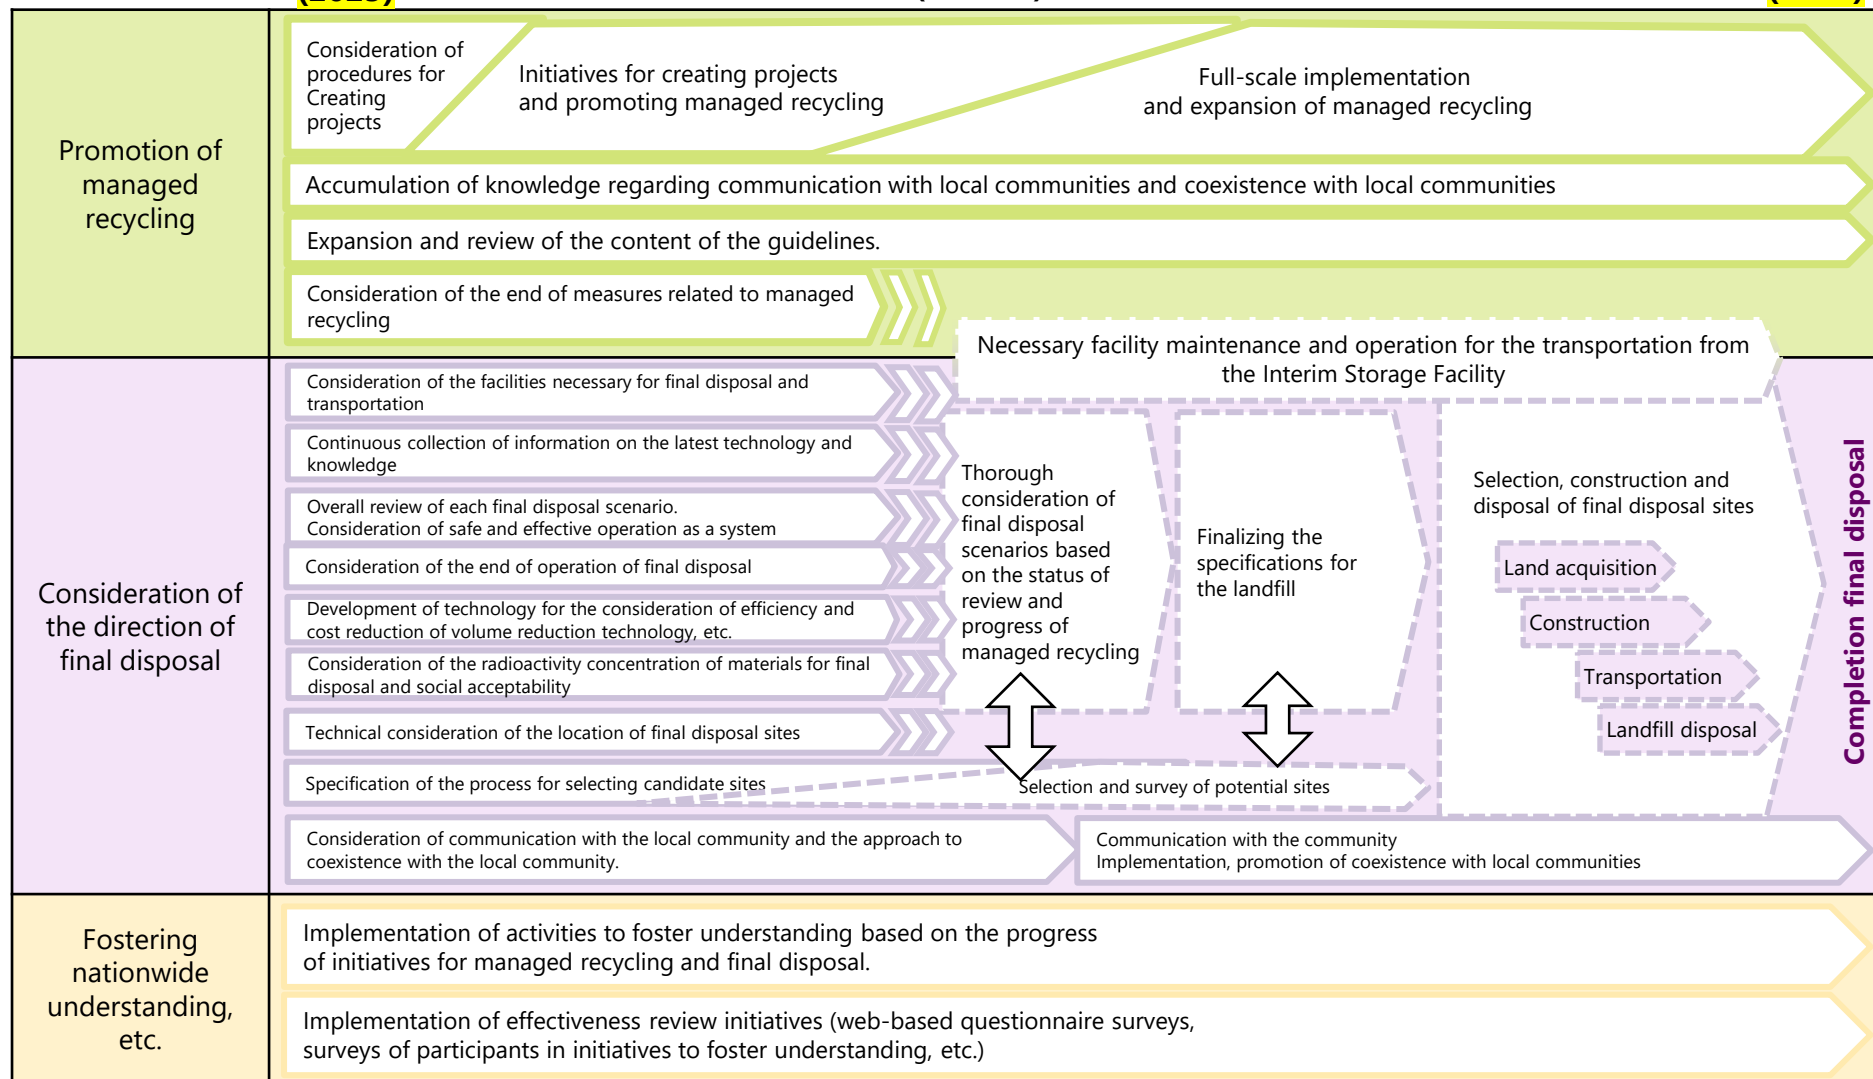 Promotion of
managed
recycling
Consideration of
procedures for
Creating
projects
Initiatives for creating projects
and promoting managed recycling
Full-scale implementation
and expansion of managed recycling
Accumulation of knowledge regarding communication with local communities and coexistence with local communities
Expansion and review of the content of the guidelines.
Consideration of the end of measures related to managed
recycling
Necessary facility maintenance and operation for the transportation from
the Interim Storage Facility
Consideration of
the direction of
final disposal
Consideration of the facilities necessary for final disposal and
transportation
Continuous collection of information on the latest technology and
knowledge
Overall review of each final disposal scenario.
Consideration of safe and effective operation as a system
Consideration of the end of operation of final disposal
Development of technology for the consideration of efficiency and
cost reduction of volume reduction technology, etc.
Consideration of the radioactivity concentration of materials for final
disposal and social acceptability
Technical consideration of the location of final disposal sites
Thorough
consideration of
final disposal
scenarios based
on the status of
review and
progress of
managed recycling
Finalizing the
specifications for
the landfill
Selection, construction and
disposal of final disposal sites
Land acquisition
Construction
Transportation
Landfill disposal
Completion final disposal
Specification of the process for selecting candidate sites
Selection and survey of potential sites
Consideration of communication with the local community and the approach to
coexistence with the local community.
Communication with the community
Implementation, promotion of coexistence with local communities
Fostering
nationwide
understanding,
etc.
Implementation of activities to foster understanding based on the progress
of initiatives for managed recycling and final disposal.
Implementation of effectiveness review initiatives (web-based questionnaire surveys,
surveys of participants in initiatives to foster understanding, etc.)